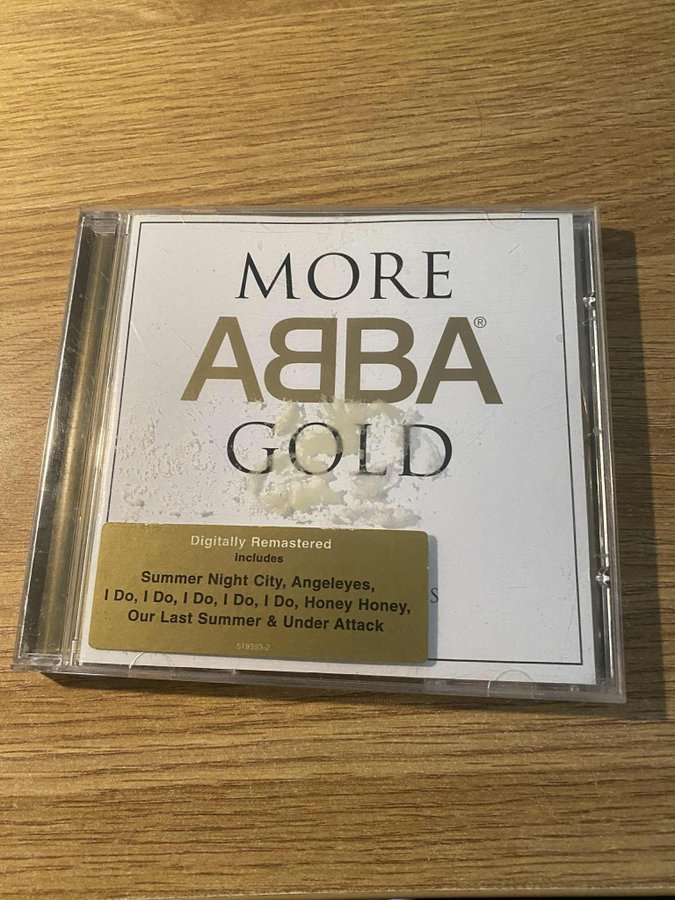 MORE
ABBA®
GOLD
Digitally Remastered
includes
Summer Night City, Angeleyes,
I Do, I Do, I Do, I Do, I Do, Honey Honey,
Our Last Summer & Under Attack
519353-2